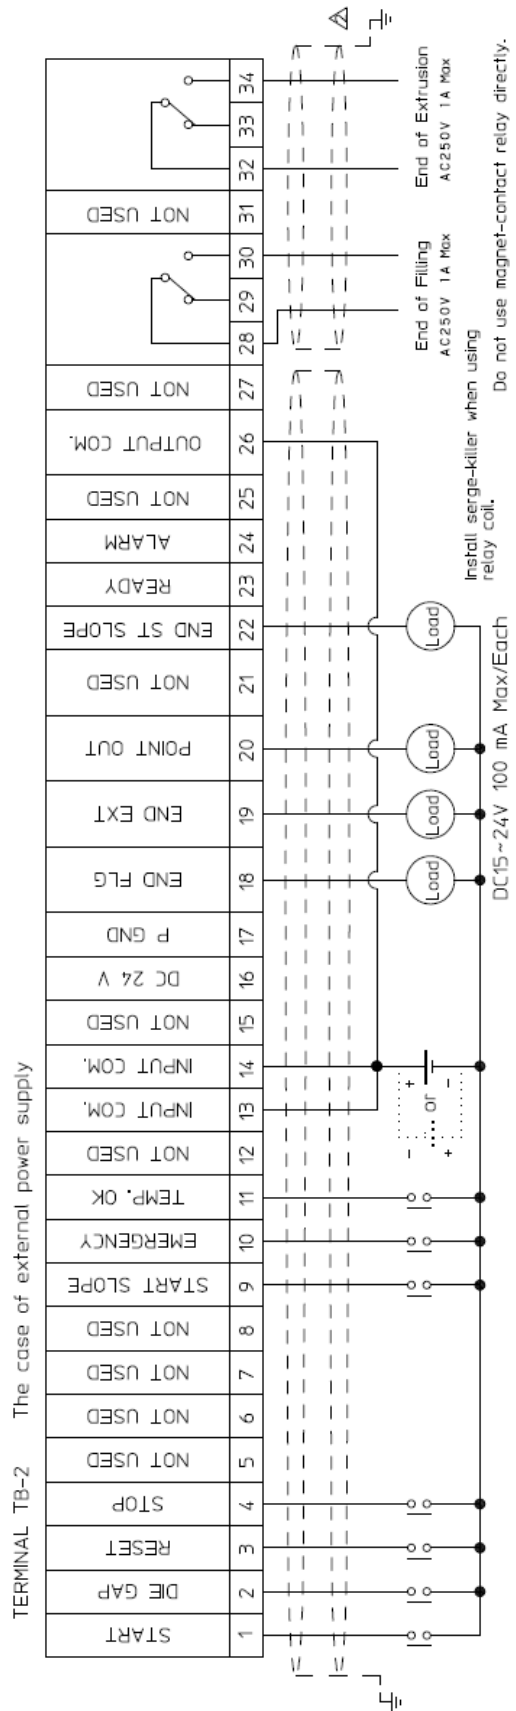 TERMINAL TB-2 The case of external power supply
START
DIE GAP
RESET
STOP
NOT USED
NOT USED
NOT USED
NOT USED
START SLOPE
EMERGENCY
TEMP. OK
NOT USED
INPUT COM.
INPUT COM.
NOT USED
DC 24 V
P GND
END FLG
END EXT
POINT OUT
NOT USED
END ST SLOPE
READY
ALARM
NOT USED
OUTPUT COM.
NOT USED
NOT USED
1 2 3 4 5 6 7 8 9 10 11 12 13 14 15 16 17 18 19 20 21 22 23 24 25 26 27 28 29 30 31 32 33 34
- +
or
+ -
Load
Load
Load
Load
DC15~24V 100 mA Max/Each
End of Filling
AC250V 1A Max
End of Extrusion
AC250V 1A Max
Install serge-killer when using
relay coil.
Do not use magnet-contact relay directly.